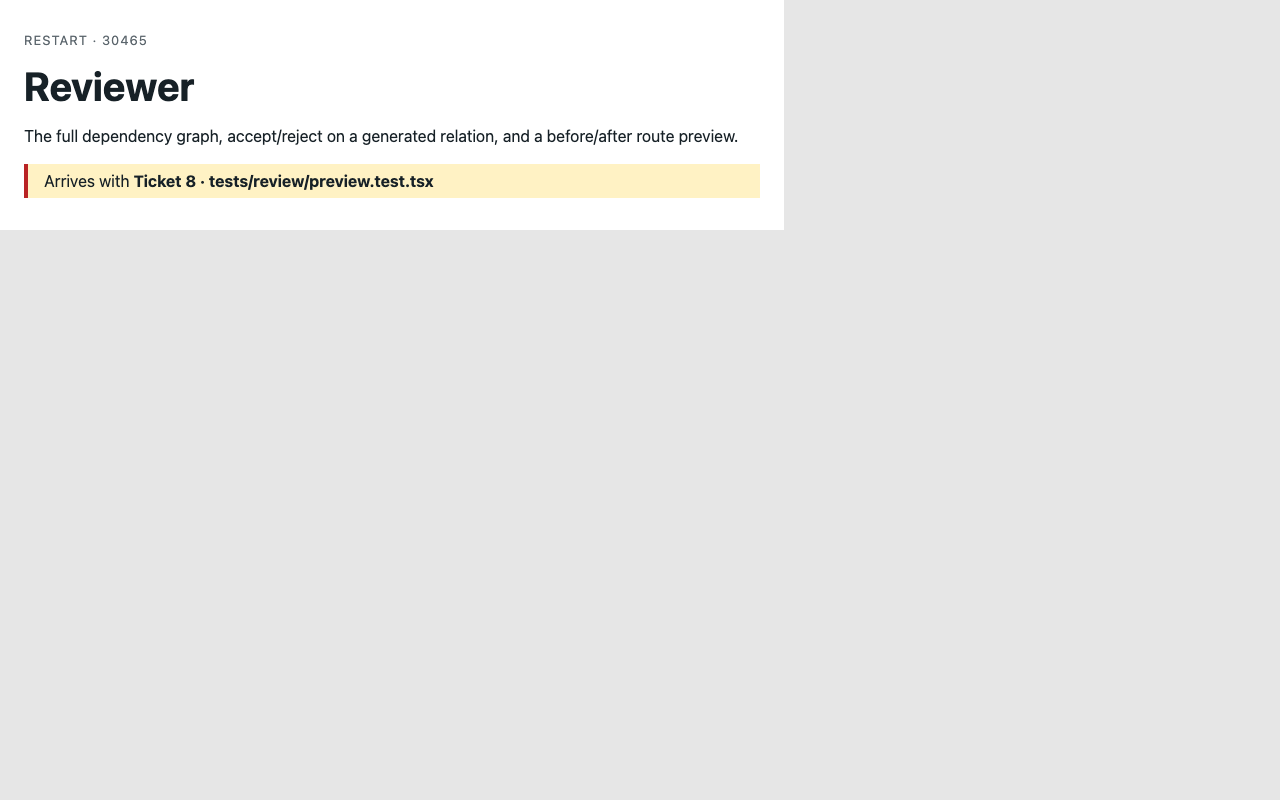 RESTART · 30465
Reviewer
The full dependency graph, accept/reject on a generated relation, and a before/after route preview.
Arrives with Ticket 8 · tests/review/preview.test.tsx